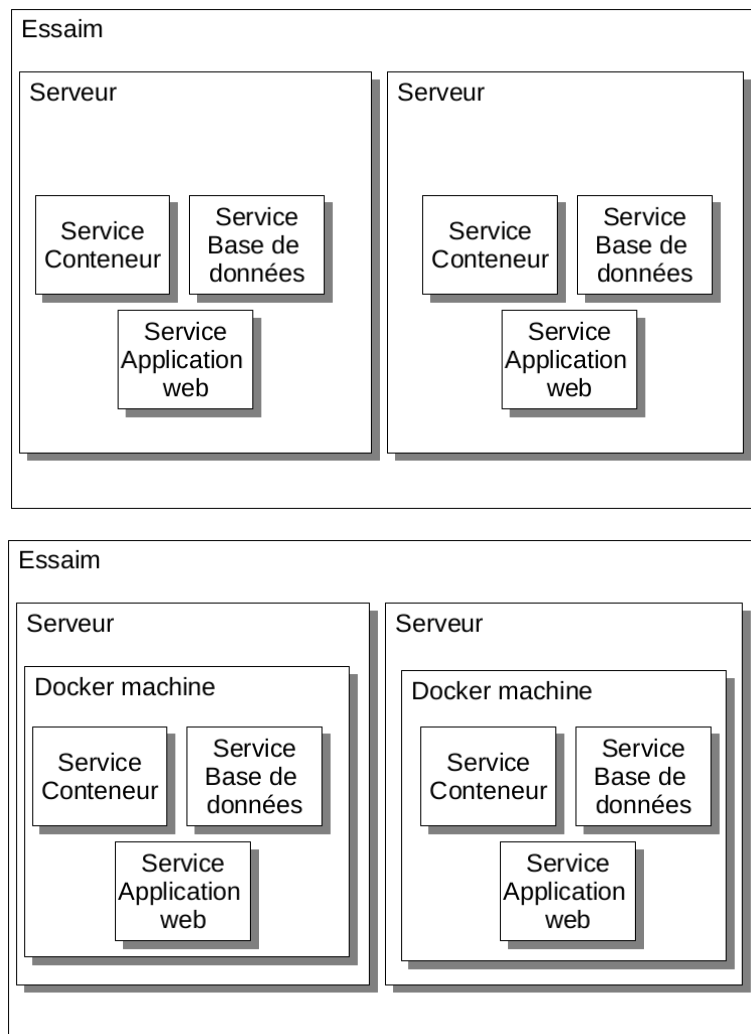 Essaim
Serveur
Service
Conteneur
Service
Base de
données
Service
Application
web
Serveur
Service
Conteneur
Service
Base de
données
Service
Application
web
Essaim
Serveur
Docker machine
Service
Conteneur
Service
Base de
données
Service
Application
web
Serveur
Docker machine
Service
Conteneur
Service
Base de
données
Service
Application
web